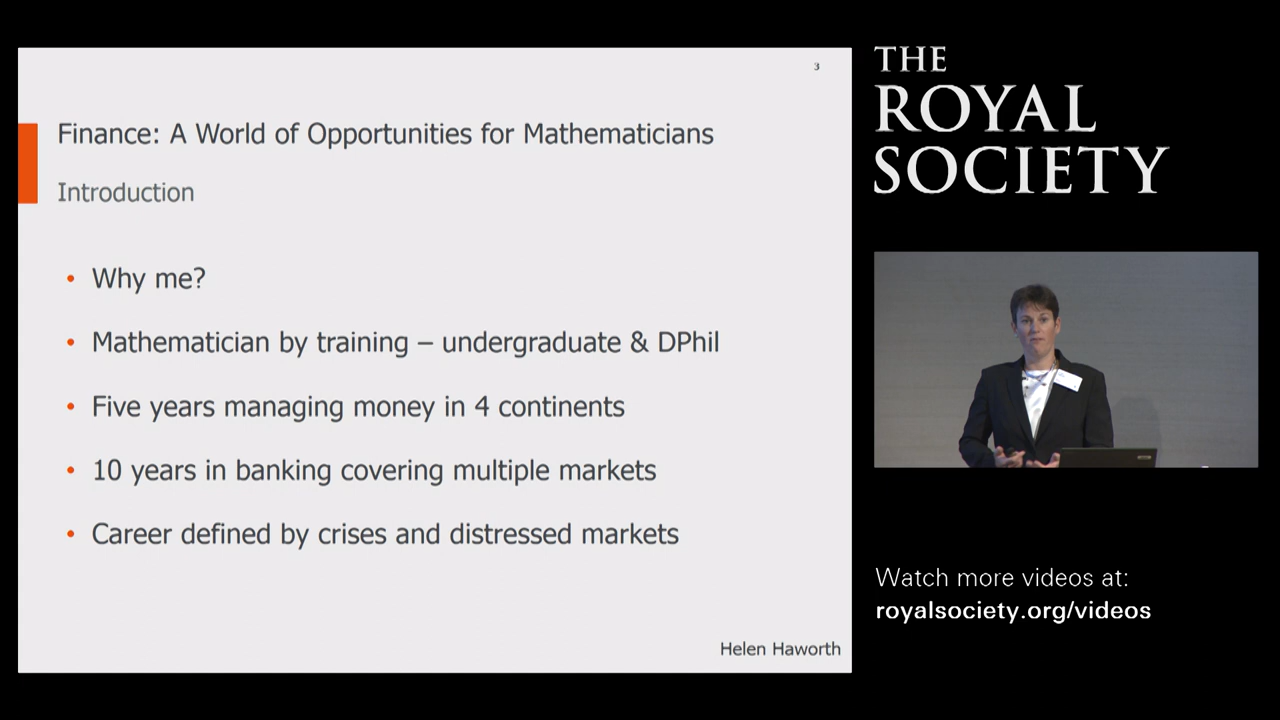 3
Finance: A World of Opportunities for Mathematicians
Introduction
• Why me?
• Mathematician by training – undergraduate & DPhil
• Five years managing money in 4 continents
• 10 years in banking covering multiple markets
• Career defined by crises and distressed markets
Helen Haworth
THE
ROYAL
SOCIETY
Watch more videos at:
royalsociety.org/videos